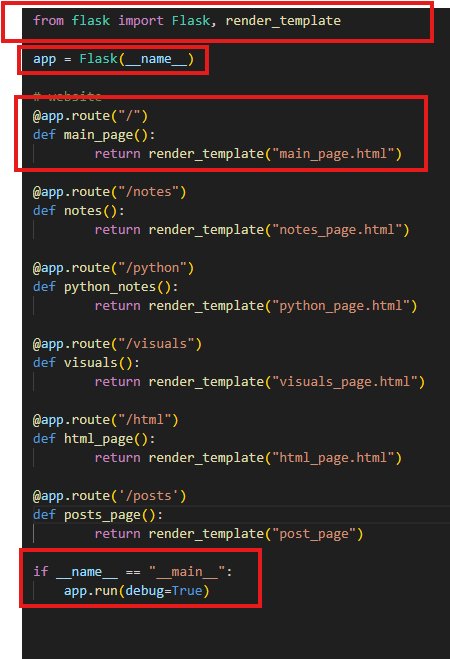 from flask import Flask, render_template
app = Flask(__name__)
# website
@app.route("/")
def main_page():
        return render_template("main_page.html")
@app.route("/notes")
def notes():
        return render_template("notes_page.html")
@app.route("/python")
def python_notes():
        return render_template("python_page.html")
@app.route("/visuals")
def visuals():
        return render_template("visuals_page.html")
@app.route("/html")
def html_page():
        return render_template("html_page.html")
@app.route('/posts')
def posts_page():
        return render_template("post_page")
if __name__ == "__main__":
    app.run(debug=True)